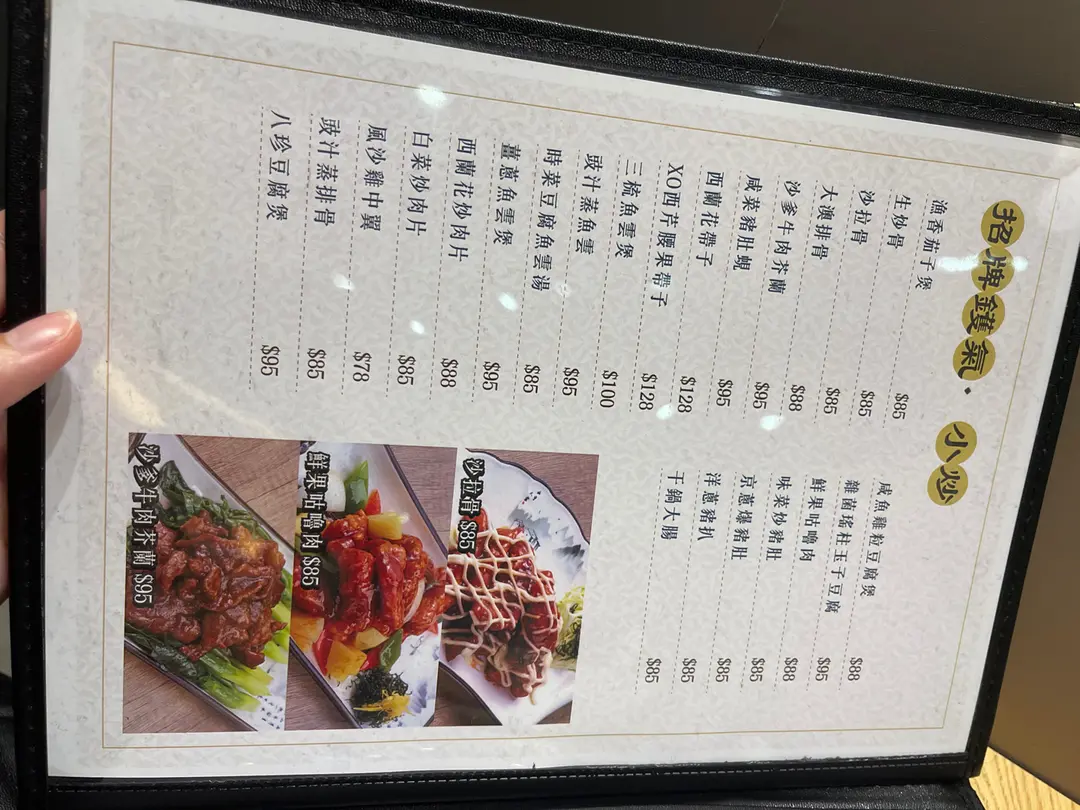 招牌鑊氣·小炒
漁香茄子煲 $85
生炒骨 $85
沙拉骨 $85
大澳排骨 $88
沙爹牛肉芥蘭 $95
咸菜豬肚蜆 $95
西蘭花帶子 $128
XO西芹腰果帶子 $128
三梳魚雲煲 $100
豉汁蒸魚雲 $95
時菜豆腐魚雲湯 $85
薑蔥魚雲煲 $95
西蘭花炒肉片 $88
白菜炒肉片 $85
風沙雞中翼 $78
豉汁蒸排骨 $85
八珍豆腐煲 $95
咸魚雞粒豆腐煲 $88
雜菌瑤柱玉子豆腐 $95
鮮果咕嚕肉 $88
味菜炒豬肚 $85
京蔥爆豬肚 $85
洋蔥豬扒 $85
干鍋大腸 $85
沙拉骨 $85
鮮果咕嚕肉 $85
沙爹牛肉芥蘭 $95